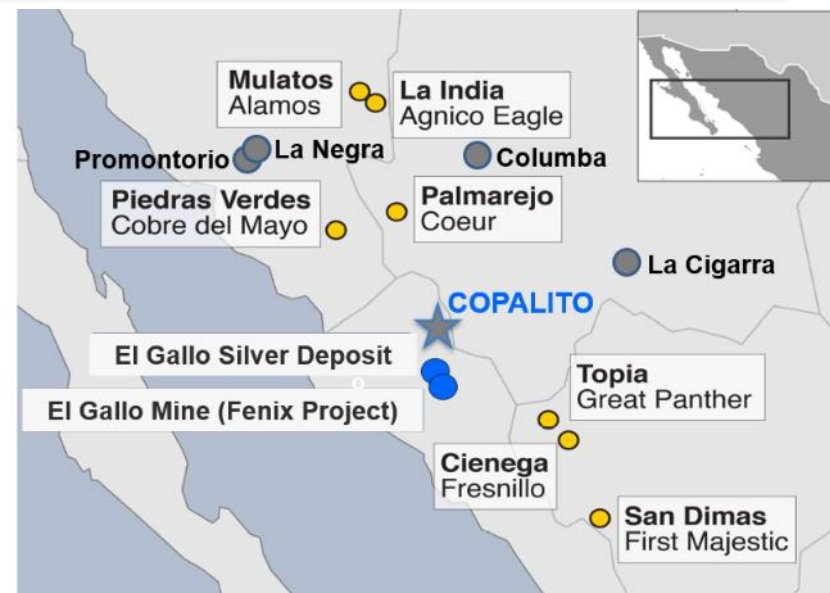 Mulatos
Alamos
La India
Agnico Eagle
La Negra
Promontorio
Columba
Piedras Verdes
Cobre del Mayo
Palmarejo
Coeur
La Cigarra
COPALITO
El Gallo Silver Deposit
El Gallo Mine (Fenix Project)
Topia
Great Panther
Cienega
Fresnillo
San Dimas
First Majestic